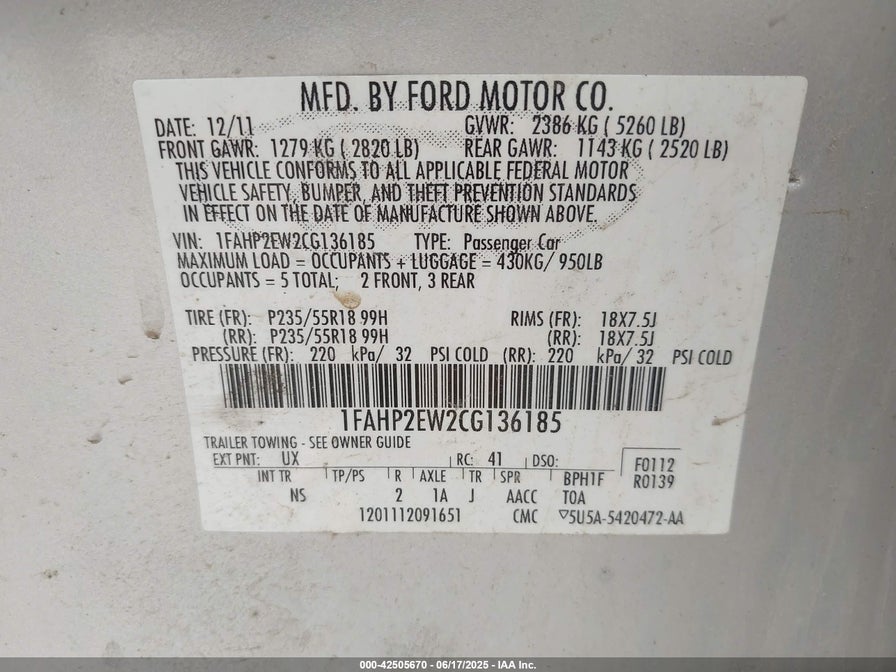 MFD. BY FORD MOTOR CO.
DATE: 12/11 GVWR: 2386 KG ( 5260 LB)
FRONT GAWR: 1279 KG ( 2820 LB) REAR GAWR: 1143 KG ( 2520 LB)
THIS VEHICLE CONFORMS TO ALL APPLICABLE FEDERAL MOTOR
VEHICLE SAFETY, BUMPER, AND THEFT PREVENTION STANDARDS
IN EFFECT ON THE DATE OF MANUFACTURE SHOWN ABOVE.
VIN: 1FAHP2EW2CG136185 TYPE: Passenger Car
MAXIMUM LOAD = OCCUPANTS + LUGGAGE = 430KG/ 950LB
OCCUPANTS = 5 TOTAL; 2 FRONT, 3 REAR
TIRE (FR): P235/55R18 99H RIMS (FR): 18X7.5J
(RR): P235/55R18 99H (RR): 18X7.5J
PRESSURE (FR): 220 kPa/ 32 PSI COLD (RR): 220 kPa/ 32 PSI COLD
1FAHP2EW2CG136185
TRAILER TOWING - SEE OWNER GUIDE
EXT PNT: UX RC: 41 DSO: F0112
INT TR TP/PS R AXLE TR SPR BPH1F R0139
NS 2 1A J AACC TOA
1201112091651 CMC ▽5U5A-5420472-AA
000-42505670 - 06/17/2025 - IAA Inc.